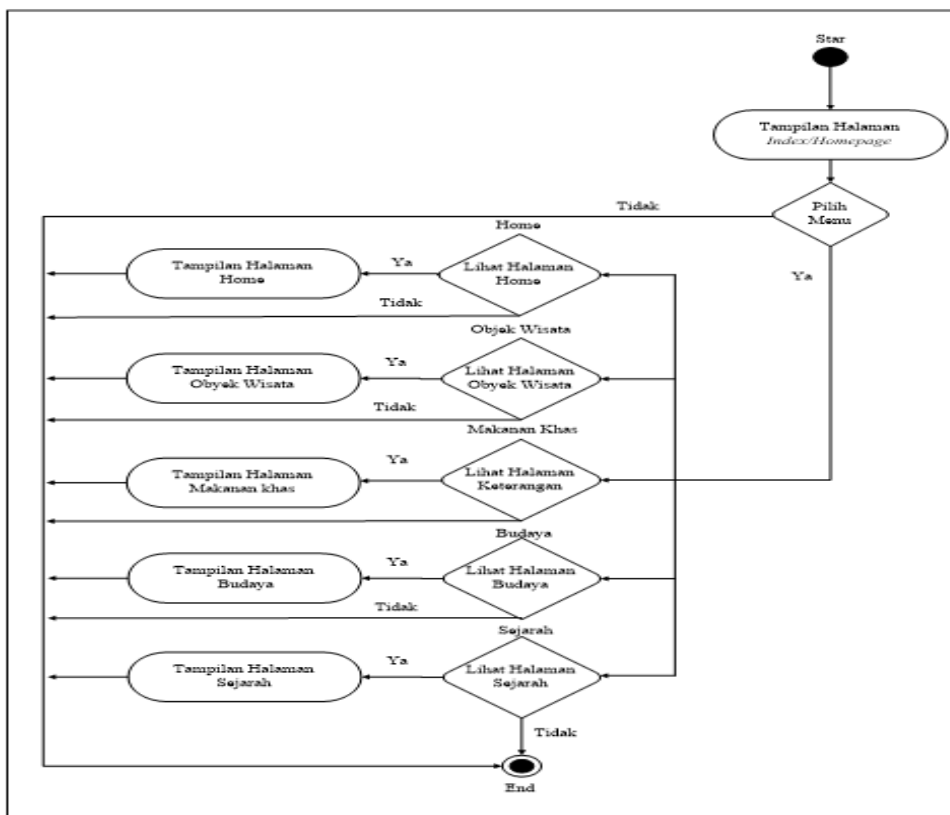 Star
Tampilan Halaman
Index/Homepage
Pilih
Menu
Tidak
Ya
Home
Lihat Halaman
Home
Ya
Tampilan Halaman
Home
Tidak
Objek Wisata
Lihat Halaman
Obyek Wisata
Ya
Tampilan Halaman
Obyek Wisata
Tidak
Makanan Khas
Lihat Halaman
Keterangan
Ya
Tampilan Halaman
Makanan khas
Budaya
Lihat Halaman
Budaya
Ya
Tampilan Halaman
Budaya
Tidak
Sejarah
Lihat Halaman
Sejarah
Ya
Tampilan Halaman
Sejarah
Tidak
End